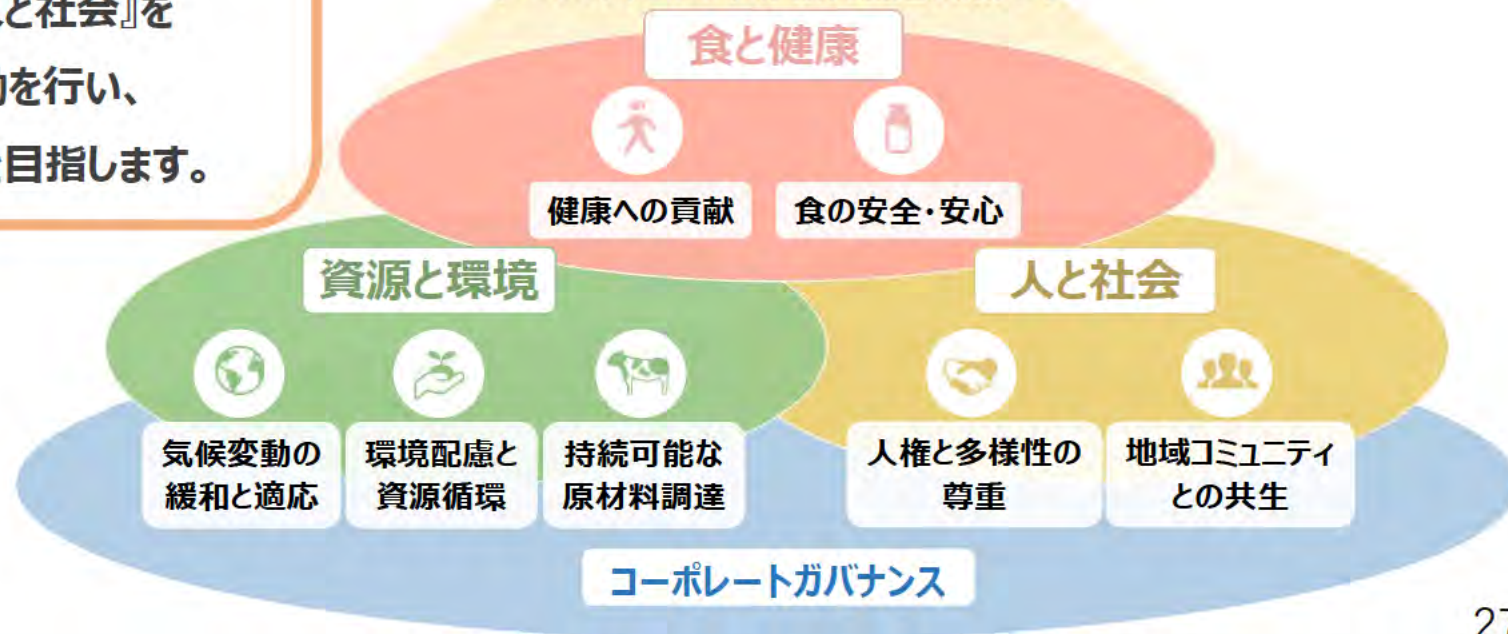 と社会』を
を行い、
目指します。
食と健康
健康への貢献
食の安全・安心
資源と環境
人と社会
気候変動の
緩和と適応
環境配慮と
資源循環
持続可能な
原材料調達
人権と多様性の
尊重
地域コミュニティ
との共生
コーポレートガバナンス
27